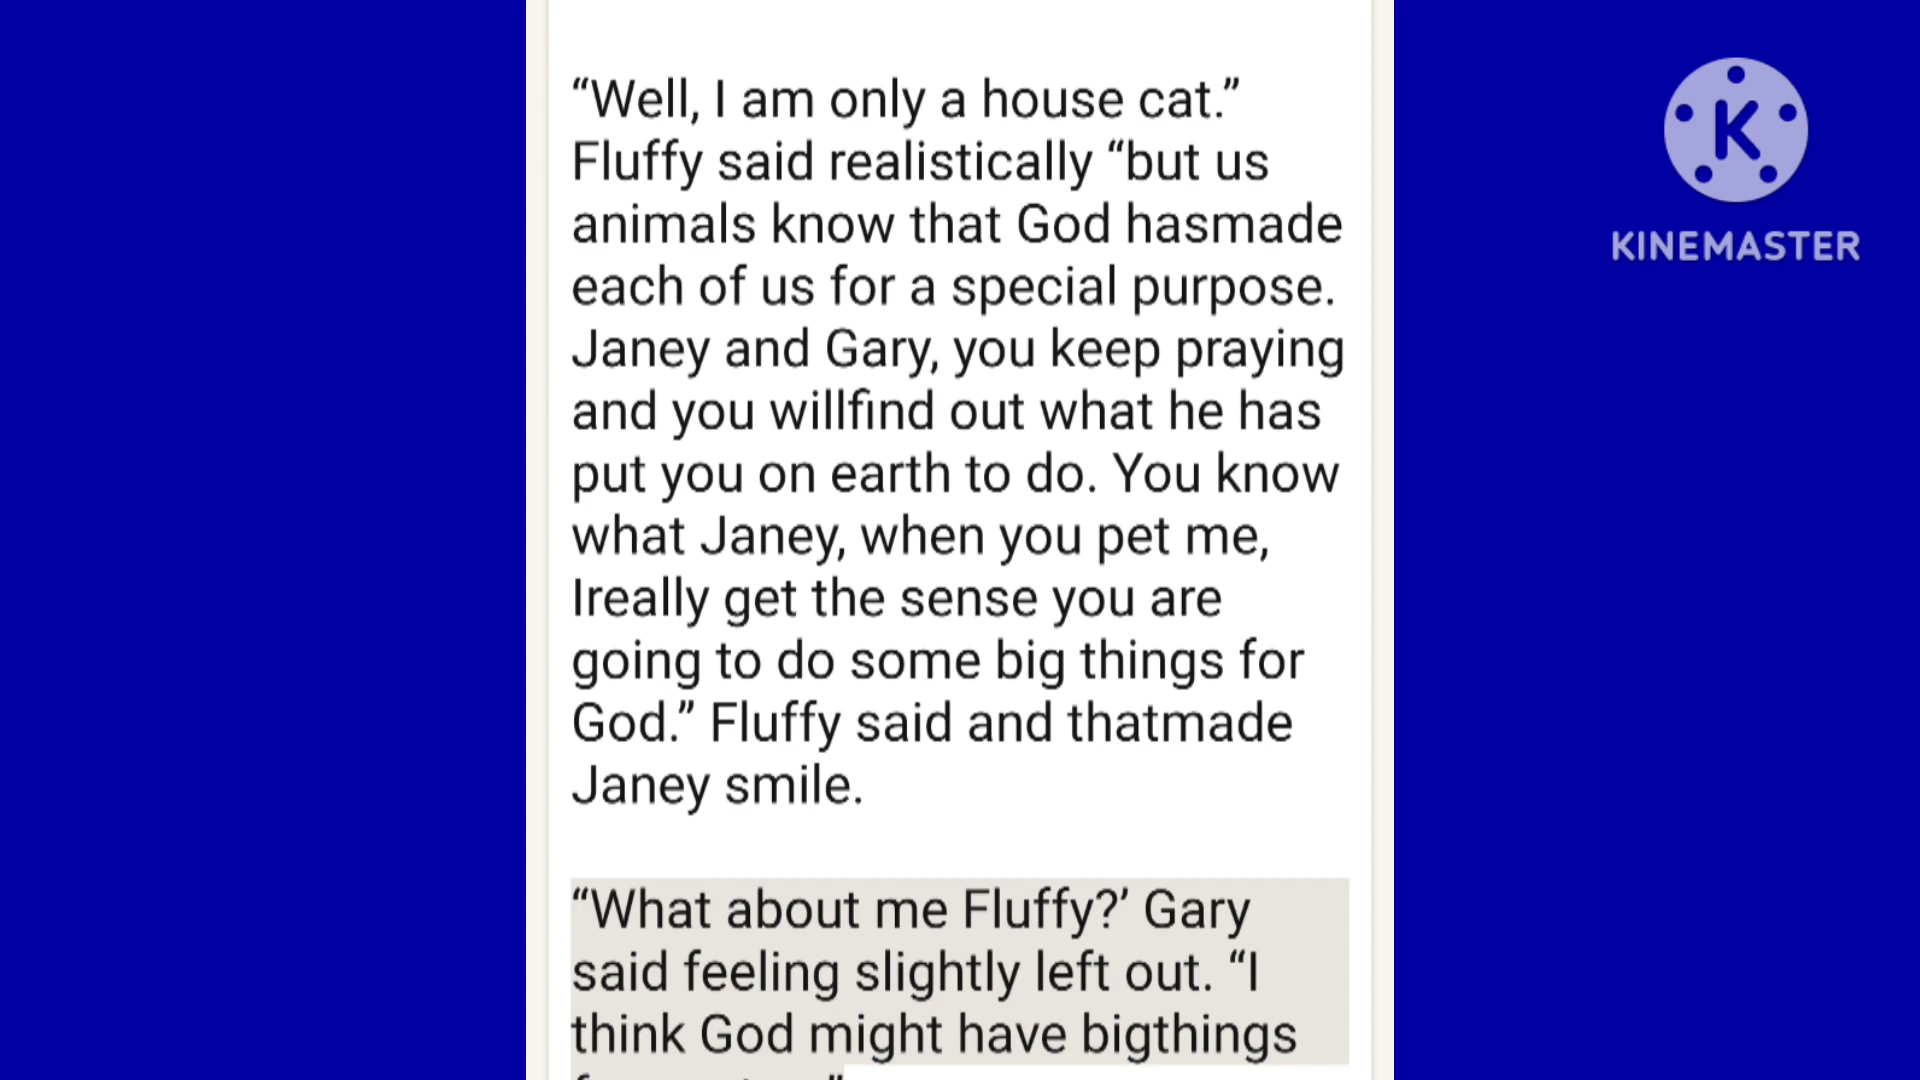 “Well, I am only a house cat.”
Fluffy said realistically “but us
animals know that God hasmade
each of us for a special purpose.
Janey and Gary, you keep praying
and you willfind out what he has
put you on earth to do. You know
what Janey, when you pet me,
Ireally get the sense you are
going to do some big things for
God.” Fluffy said and thatmade
Janey smile.
“What about me Fluffy?’ Gary
said feeling slightly left out. “I
think God might have bigthings
K
KINEMASTER